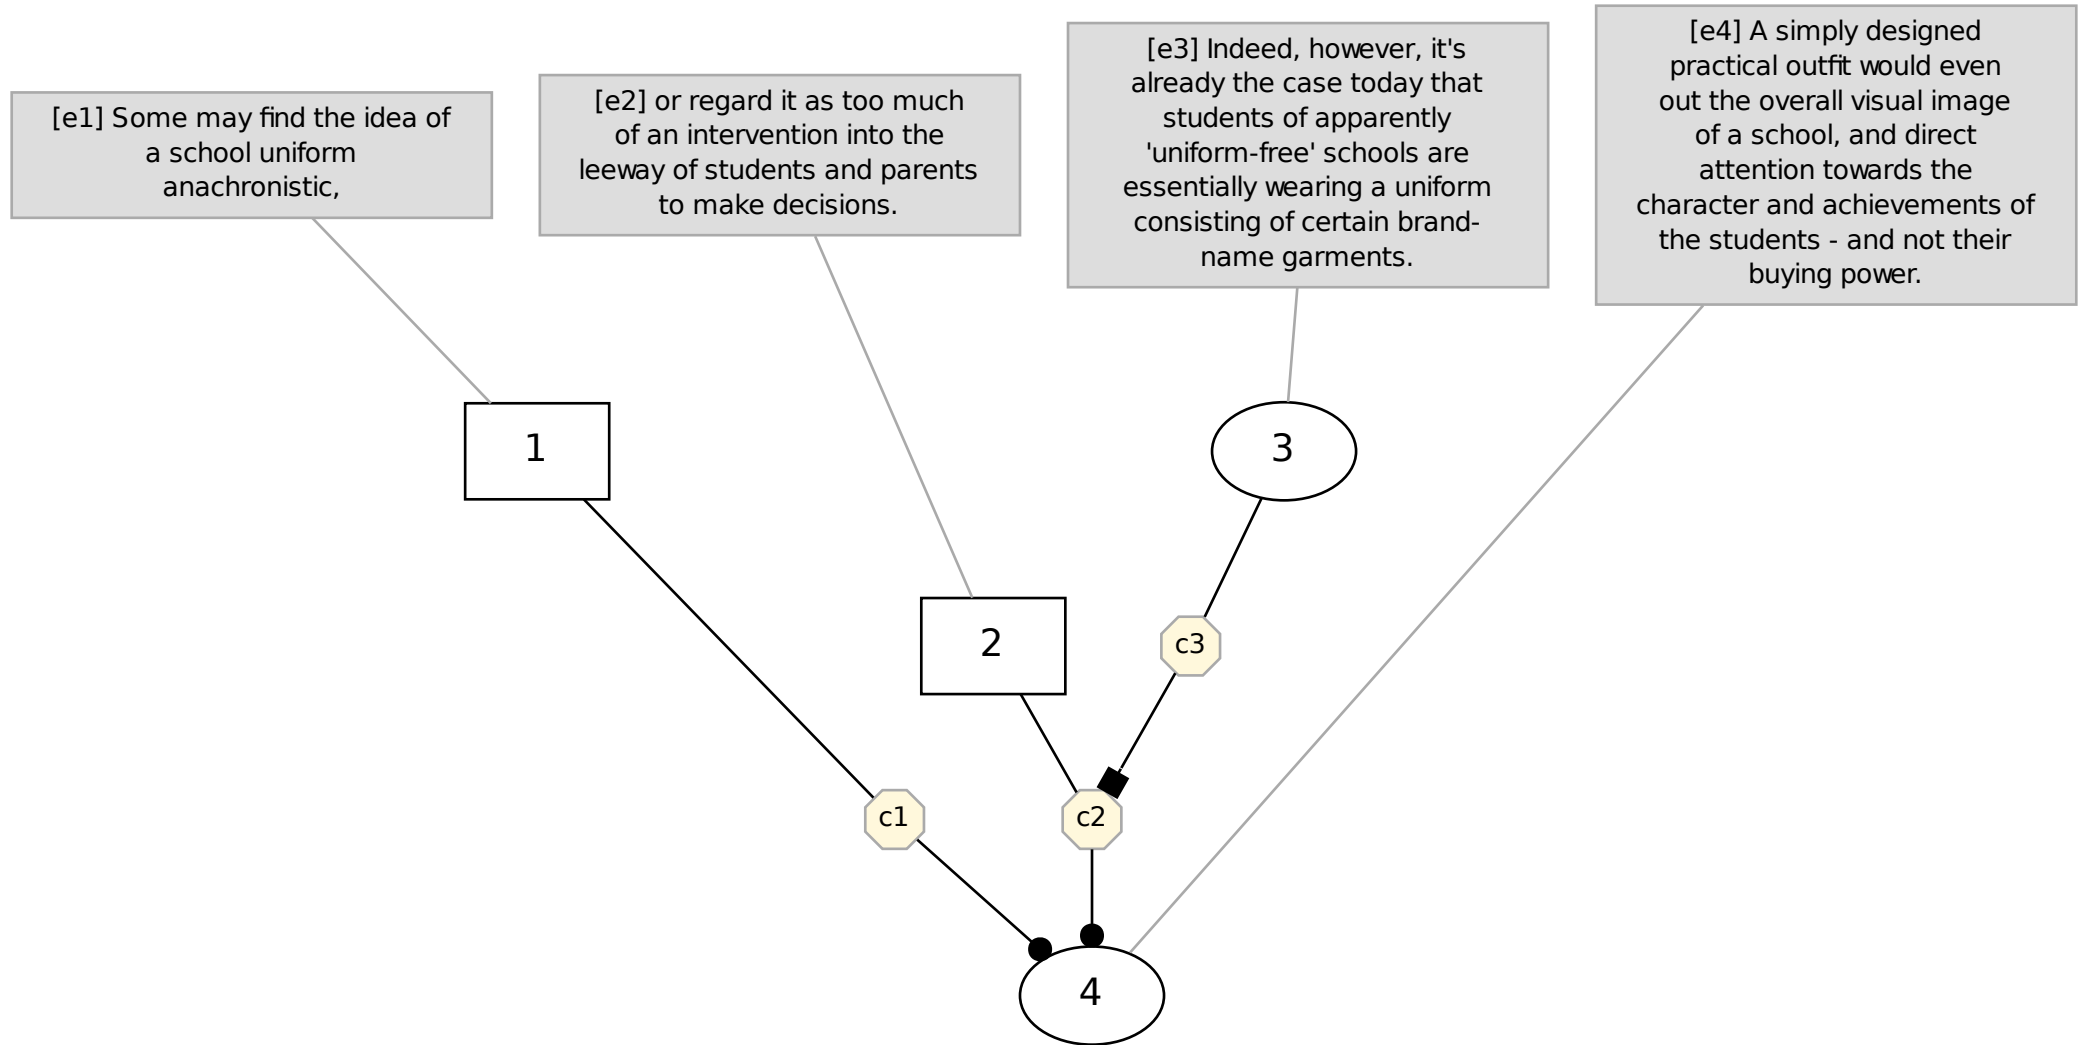 [e1] Some may find the idea of
a school uniform
anachronistic,
[e2] or regard it as too much
of an intervention into the
leeway of students and parents
to make decisions.
[e3] Indeed, however, it's
already the case today that
students of apparently
'uniform-free' schools are
essentially wearing a uniform
consisting of certain brand-
name garments.
[e4] A simply designed
practical outfit would even
out the overall visual image
of a school, and direct
attention towards the
character and achievements of
the students - and not their
buying power.
1
3
2
c3
c1
c2
4